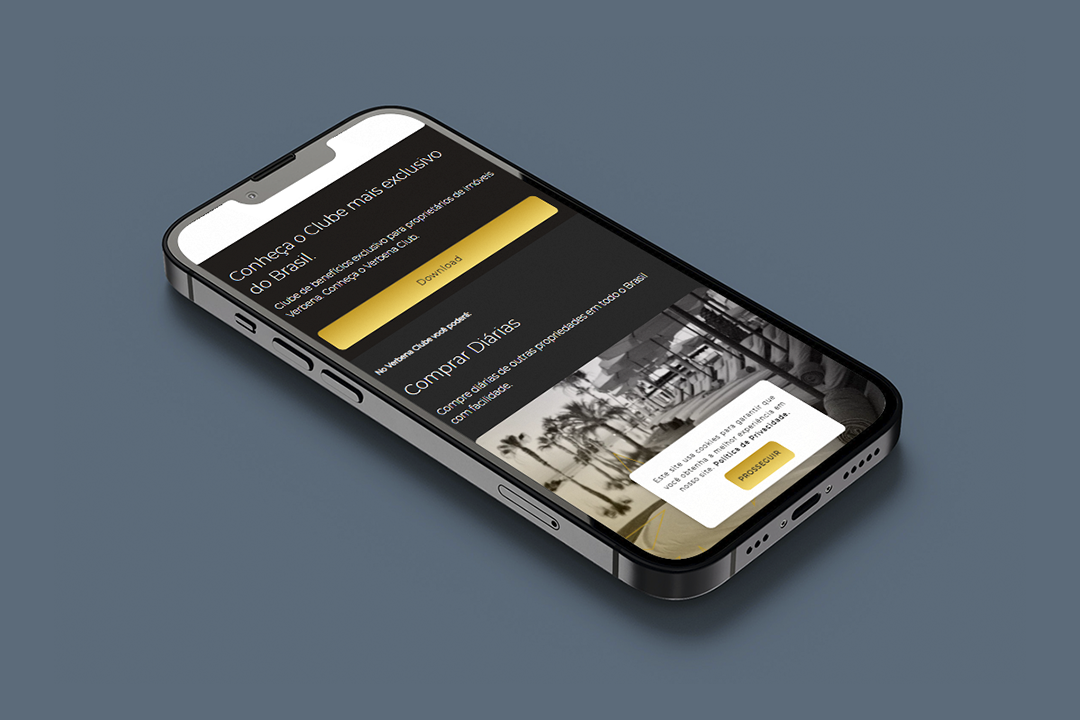 Conheça o Clube mais exclusivo
do Brasil.
Clube de benefícios exclusivo para proprietários de imóveis
Verbena. Conheça o Verbena Club.
Download
No Verbena Clube você poderá:
Comprar Diárias
Compre diárias de outras propriedades em todo o Brasil
com facilidade.
Este site usa cookies para garantir que
você obtenha a melhor experiência em
nosso site. Política de Privacidade.
PROSSEGUIR